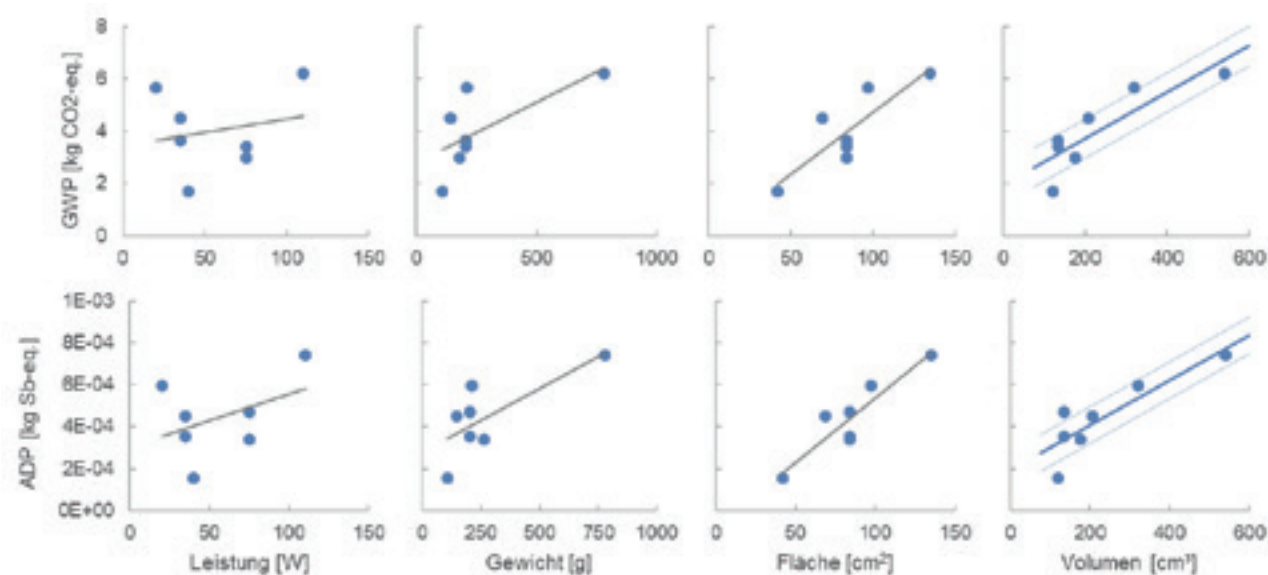 GWP [kg CO2-eq.]
8
6
4
2
0
0 50 100 150
0 500 1000
0 50 100 150
0 200 400 600
ADP [kg Sb-eq.]
1E-03
8E-04
6E-04
4E-04
2E-04
0E+00
0 50 100 150
0 250 500 750 1000
0 50 100 150
0 200 400 600
Leistung [W] Gewicht [g] Fläche [cm²] Volumen [cm³]